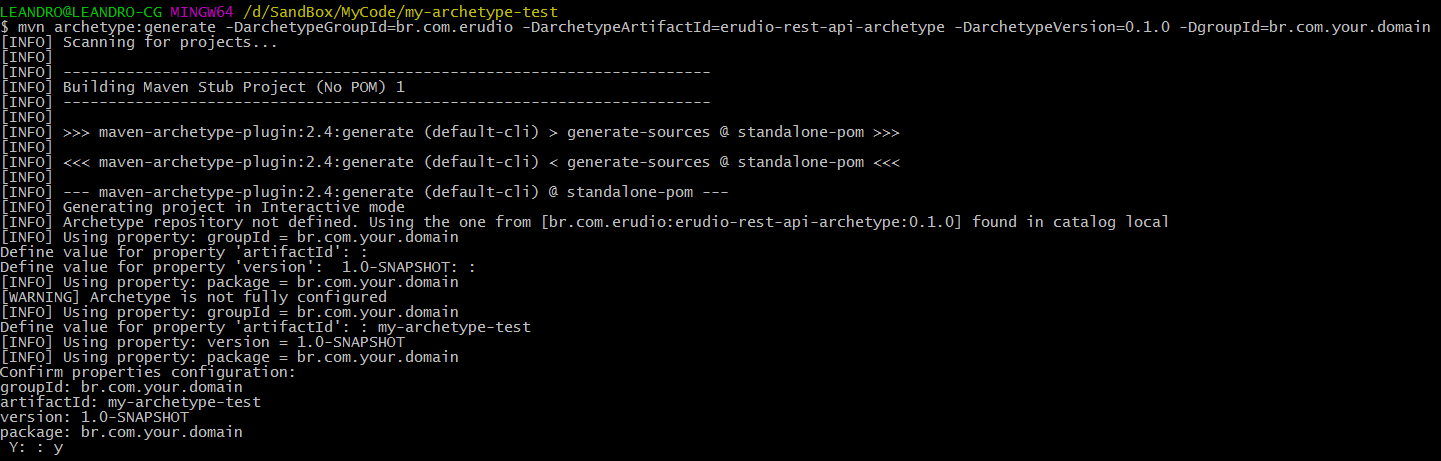 LEANDRO@LEANDRO-CG MINGW64 /d/SandBox/MyCode/my-archetype-test
$ mvn archetype:generate -DarchetypeGroupId=br.com.erudio -DarchetypeArtifactId=erudio-rest-api-archetype -DarchetypeVersion=0.1.0 -DgroupId=br.com.your.domain
[INFO] Scanning for projects...
[INFO]
[INFO] ------------------------------------------------------------------------
[INFO] Building Maven Stub Project (No POM) 1
[INFO] ------------------------------------------------------------------------
[INFO]
[INFO] >>> maven-archetype-plugin:2.4:generate (default-cli) > generate-sources @ standalone-pom >>>
[INFO]
[INFO] <<< maven-archetype-plugin:2.4:generate (default-cli) < generate-sources @ standalone-pom <<<
[INFO]
[INFO] --- maven-archetype-plugin:2.4:generate (default-cli) @ standalone-pom ---
[INFO] Generating project in Interactive mode
[INFO] Archetype repository not defined. Using the one from [br.com.erudio:erudio-rest-api-archetype:0.1.0] found in catalog local
[INFO] Using property: groupId = br.com.your.domain
Define value for property 'artifactId': :
Define value for property 'version':  1.0-SNAPSHOT: :
[INFO] Using property: package = br.com.your.domain
[WARNING] Archetype is not fully configured
[INFO] Using property: groupId = br.com.your.domain
Define value for property 'artifactId': : my-archetype-test
[INFO] Using property: version = 1.0-SNAPSHOT
[INFO] Using property: package = br.com.your.domain
Confirm properties configuration:
groupId: br.com.your.domain
artifactId: my-archetype-test
version: 1.0-SNAPSHOT
package: br.com.your.domain
 Y: : y